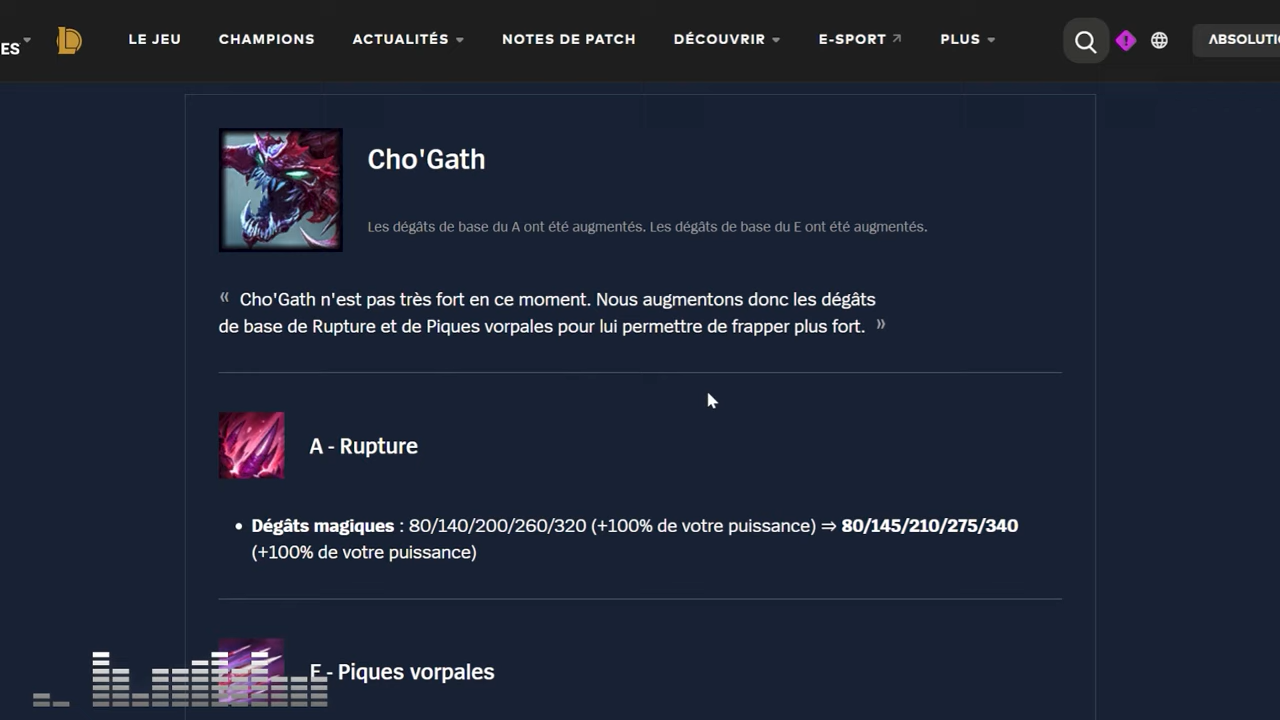 ES
LE JEU CHAMPIONS ACTUALITÉS NOTES DE PATCH DÉCOUVRIR E-SPORT PLUS ABSOLUTI
Cho'Gath
Les dégâts de base du A ont été augmentés. Les dégâts de base du E ont été augmentés.
« Cho'Gath n'est pas très fort en ce moment. Nous augmentons donc les dégâts
de base de Rupture et de Piques vorpales pour lui permettre de frapper plus fort. »
A - Rupture
• Dégâts magiques : 80/140/200/260/320 (+100% de votre puissance) ⇒ 80/145/210/275/340
(+100% de votre puissance)
E - Piques vorpales